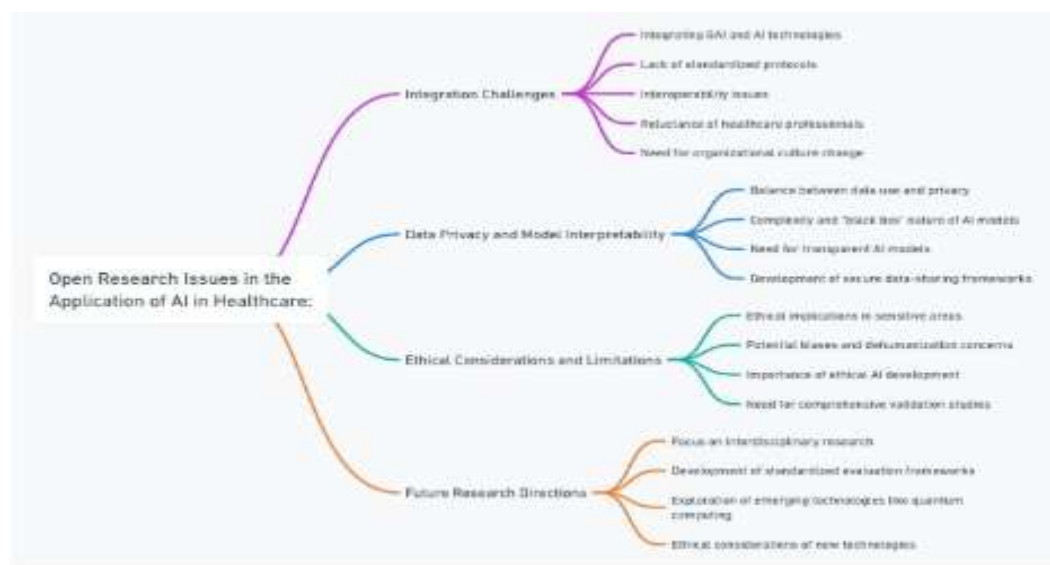 Open Research Issues in the
Application of AI in Healthcare:
Integration Challenges
Integrating GAI and AI technologies
Lack of standardized protocols
Interoperability issues
Reluctance of healthcare professionals
Need for organizational culture change
Data Privacy and Model Interpretability
Balance between data use and privacy
Complexity and "black box" nature of AI models
Need for transparent AI models
Development of secure data-sharing frameworks
Ethical Considerations and Limitations
Ethical implications in sensitive areas
Potential biases and dehumanization concerns
Importance of ethical AI development
Need for comprehensive validation studies
Future Research Directions
Focus on interdisciplinary research
Development of standardized evaluation frameworks
Exploration of emerging technologies like quantum
computing
Ethical considerations of new technologies